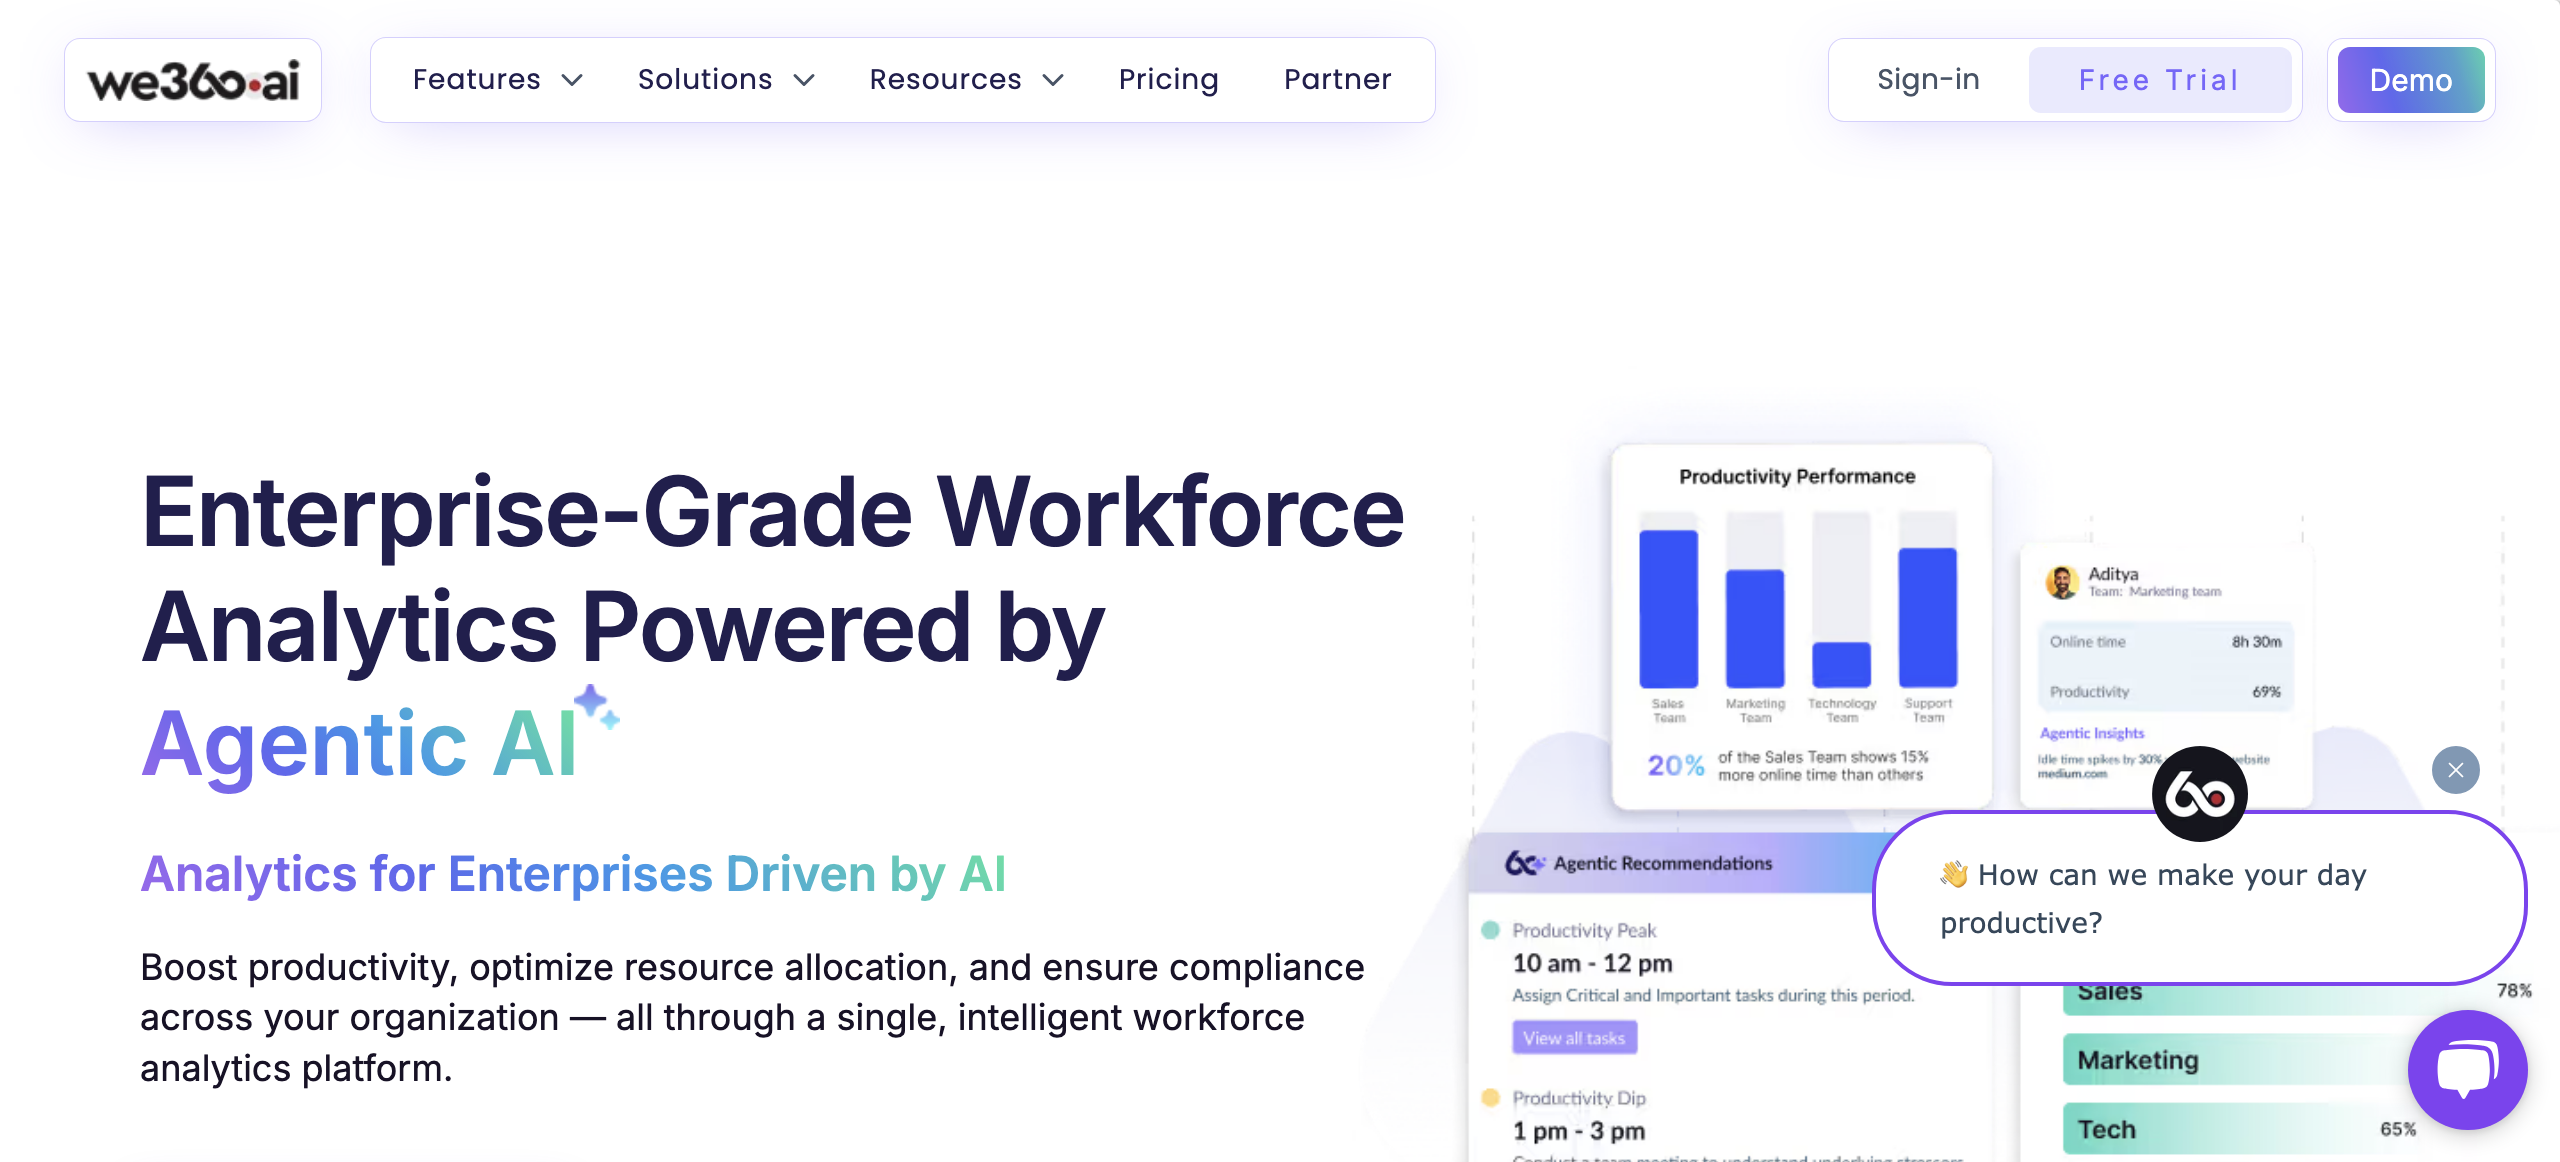 we360.ai
Features
Solutions
Resources
Pricing
Partner
Sign-in
Free Trial
Demo
Enterprise-Grade Workforce
Analytics Powered by
Agentic AI
Analytics for Enterprises Driven by AI
Boost productivity, optimize resource allocation, and ensure compliance
across your organization — all through a single, intelligent workforce
analytics platform.
Productivity Performance
Sales
Team
Marketing
Team
Technology
Team
Support
Team
20%
of the Sales Team shows 15%
more online time than others
Aditya
Team: Marketing team
Online time
8h 30m
Productivity
69%
Agentic Insights
Idle time spikes by 30%
medium.com
Agentic Recommendations
Productivity Peak
10 am - 12 pm
Assign Critical and Important tasks during this period.
View all tasks
Productivity Dip
1 pm - 3 pm
👋 How can we make your day
productive?
Sales
78%
Marketing
Tech
65%